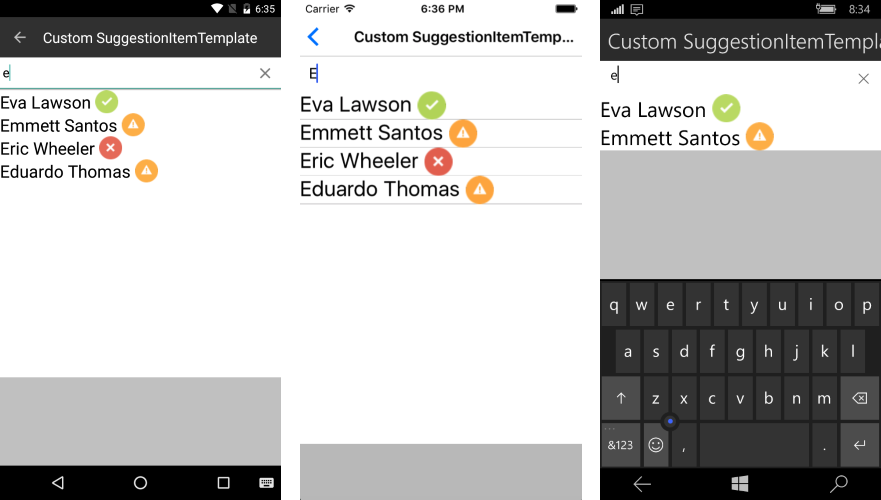 6:35
Custom SuggestionItemTemplate
e
Eva Lawson
Emmett Santos
Eric Wheeler
Eduardo Thomas
Carrier 6:36 PM
Custom SuggestionItemTemp...
E
Eva Lawson
Emmett Santos
Eric Wheeler
Eduardo Thomas
8:34
Custom SuggestionItemTempla
e
Eva Lawson
Emmett Santos
q w e r t y u i o p
a s d f g h j k l
z x c v b n m
&123 , .